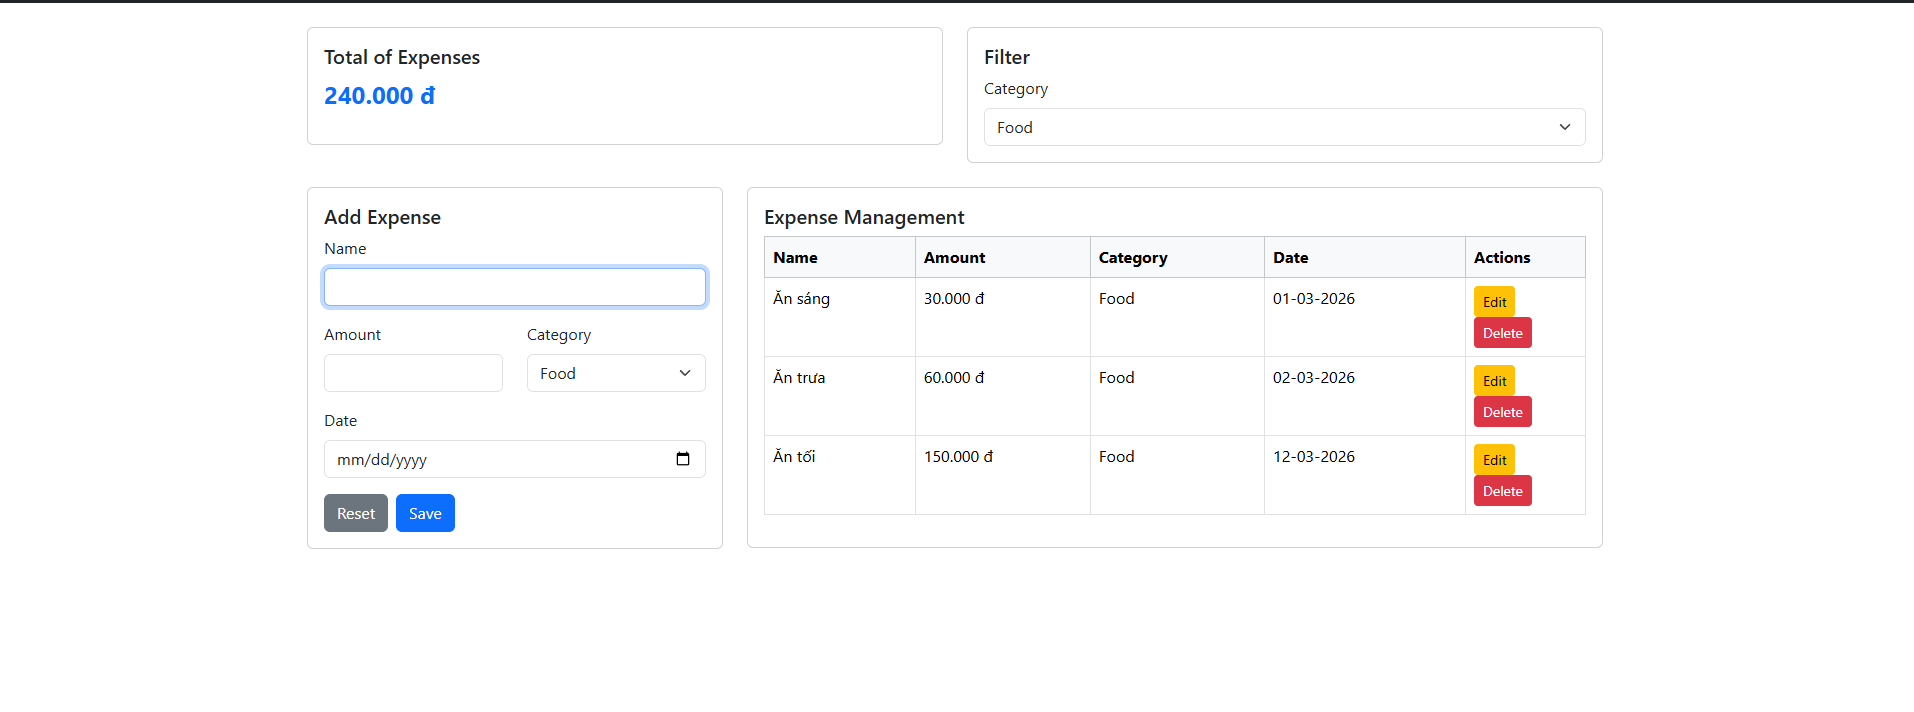 Total of Expenses
240.000 đ
Filter
Category
Food
Add Expense
Name
Amount Category
Food
Date
mm/dd/yyyy
Reset Save
Expense Management
Name Amount Category Date Actions
Ăn sáng 30.000 đ Food 01-03-2026 Edit
Delete
Ăn trưa 60.000 đ Food 02-03-2026 Edit
Delete
Ăn tối 150.000 đ Food 12-03-2026 Edit
Delete